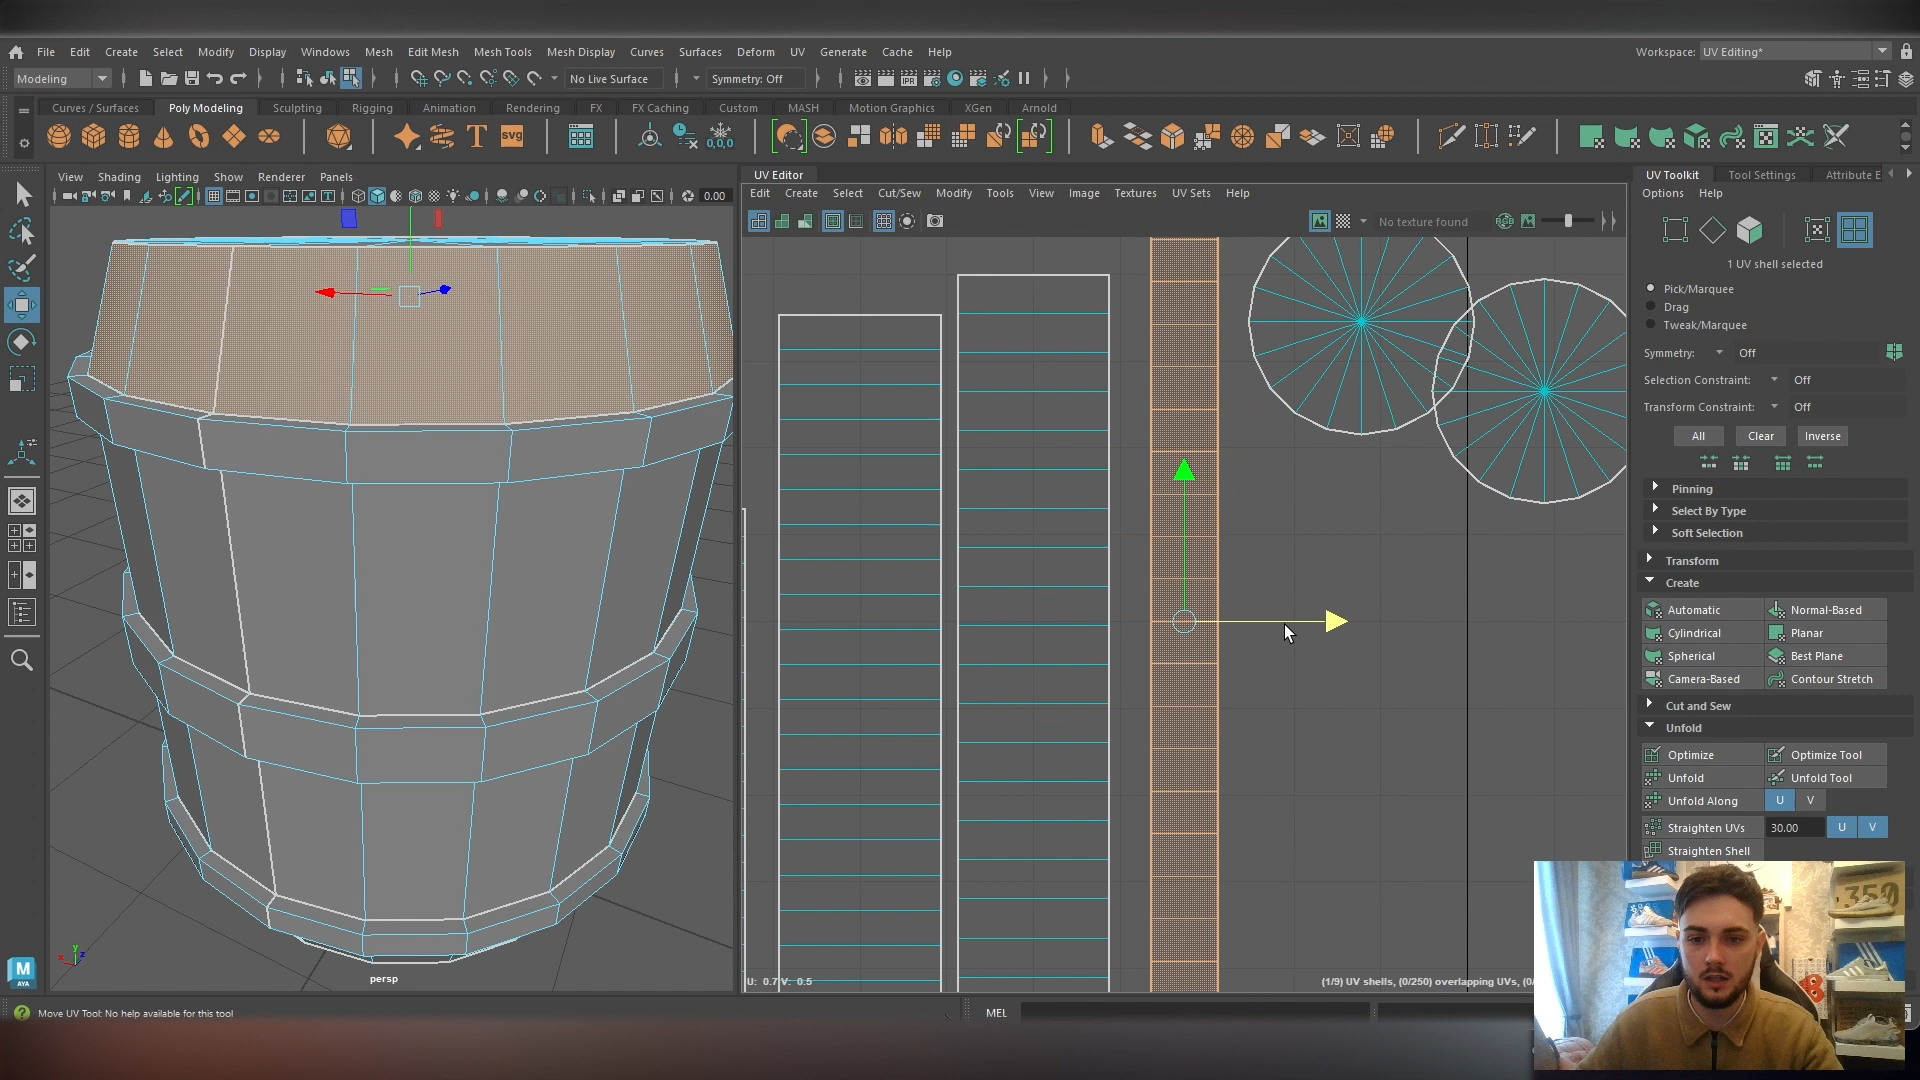 File Edit Create Select Modify Display Windows Mesh Edit Mesh Mesh Tools Mesh Display Curves Surfaces Deform UV Generate Cache Help Workspace: UV Editing*
Modeling No Live Surface Symmetry: Off IPR
Curves / Surfaces Poly Modeling Sculpting Rigging Animation Rendering FX FX Caching Custom MASH Motion Graphics XGen Arnold
T svg 0,0,0
View Shading Lighting Show Renderer Panels
0.00
UV Editor
Edit Create Select Cut/Sew Modify Tools View Image Textures UV Sets Help
No texture found RGB
UV Toolkit Tool Settings Attribute E
Options Help
1 UV shell selected
Pick/Marquee
Drag
Tweak/Marquee
Symmetry: Off
Selection Constraint: Off
Transform Constraint: Off
All Clear Inverse
Pinning
Select By Type
Soft Selection
Transform
Create
Automatic Normal-Based
Cylindrical Planar
Spherical Best Plane
Camera-Based Contour Stretch
Cut and Sew
Unfold
Optimize Optimize Tool
Unfold Unfold Tool
Unfold Along U V
Straighten UVs 30.00 U V
Straighten Shell
350
persp
y
x z
U: 0.7 V: 0.5
(1/9) UV shells, (0/250) overlapping UVs, (0/
M
AYA
Move UV Tool: No help available for this tool
MEL